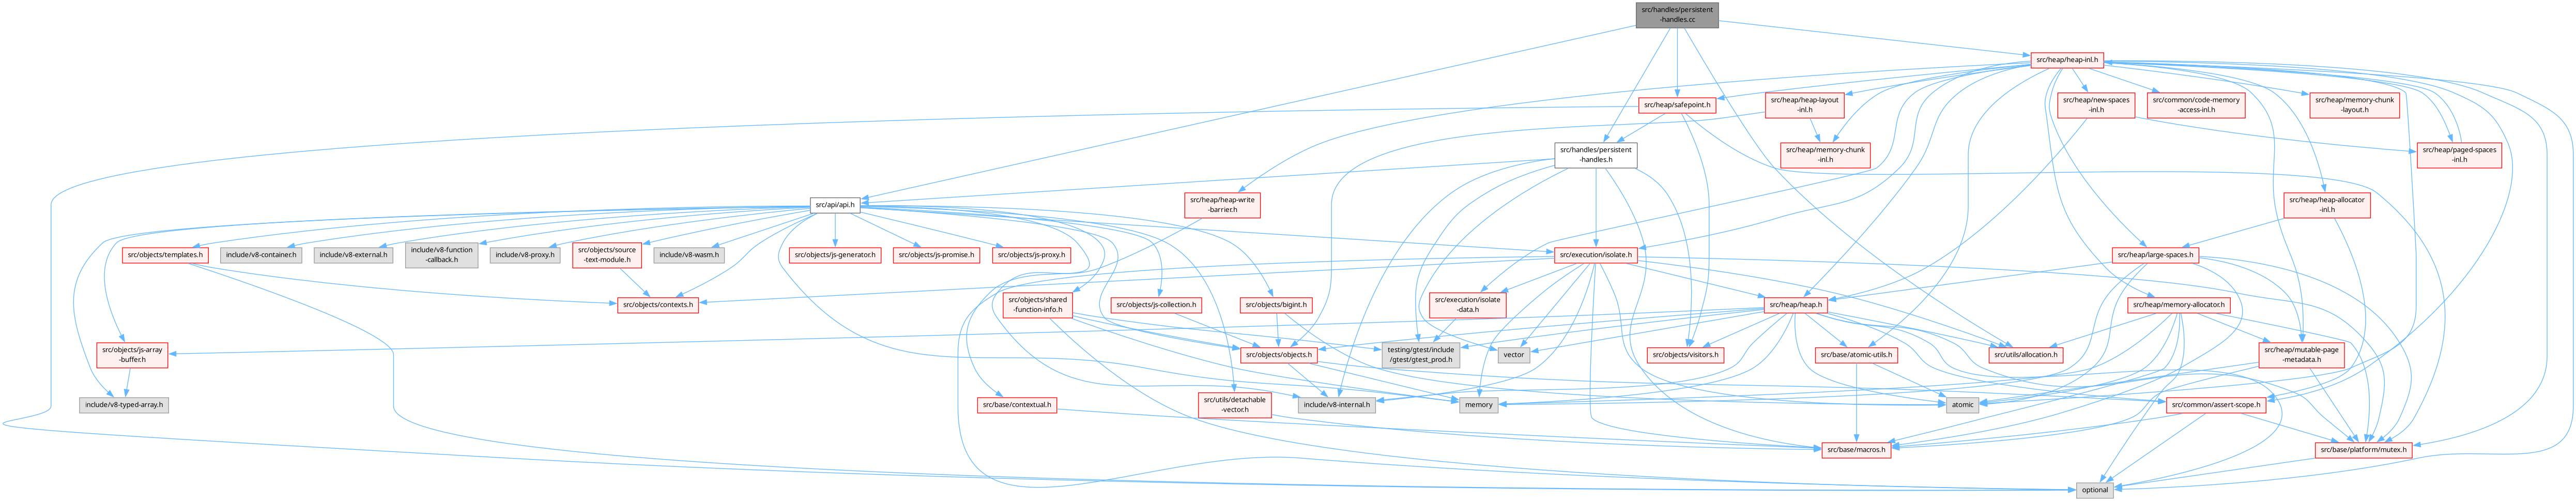 src/handles/persistent
-handles.cc
src/heap/heap-inl.h
src/heap/safepoint.h
src/heap/heap-layout
-inl.h
src/heap/new-spaces
-inl.h
src/common/code-memory
-access-inl.h
src/heap/memory-chunk
-layout.h
src/handles/persistent
-handles.h
src/heap/memory-chunk
-inl.h
src/heap/paged-spaces
-inl.h
src/api/api.h
src/heap/heap-write
-barrier.h
src/heap/heap-allocator
-inl.h
src/objects/templates.h
include/v8-container.h
include/v8-external.h
include/v8-function
-callback.h
include/v8-proxy.h
src/objects/source
-text-module.h
include/v8-wasm.h
src/objects/js-generator.h
src/objects/js-promise.h
src/objects/js-proxy.h
src/execution/isolate.h
src/heap/large-spaces.h
src/objects/contexts.h
src/objects/shared
-function-info.h
src/objects/js-collection.h
src/objects/bigint.h
src/execution/isolate
-data.h
src/heap/heap.h
src/heap/memory-allocator.h
src/objects/js-array
-buffer.h
src/objects/objects.h
testing/gtest/include
/gtest/gtest_prod.h
vector
src/objects/visitors.h
src/base/atomic-utils.h
src/utils/allocation.h
src/heap/mutable-page
-metadata.h
include/v8-typed-array.h
src/base/contextual.h
src/utils/detachable
-vector.h
include/v8-internal.h
memory
atomic
src/common/assert-scope.h
src/base/macros.h
src/base/platform/mutex.h
optional